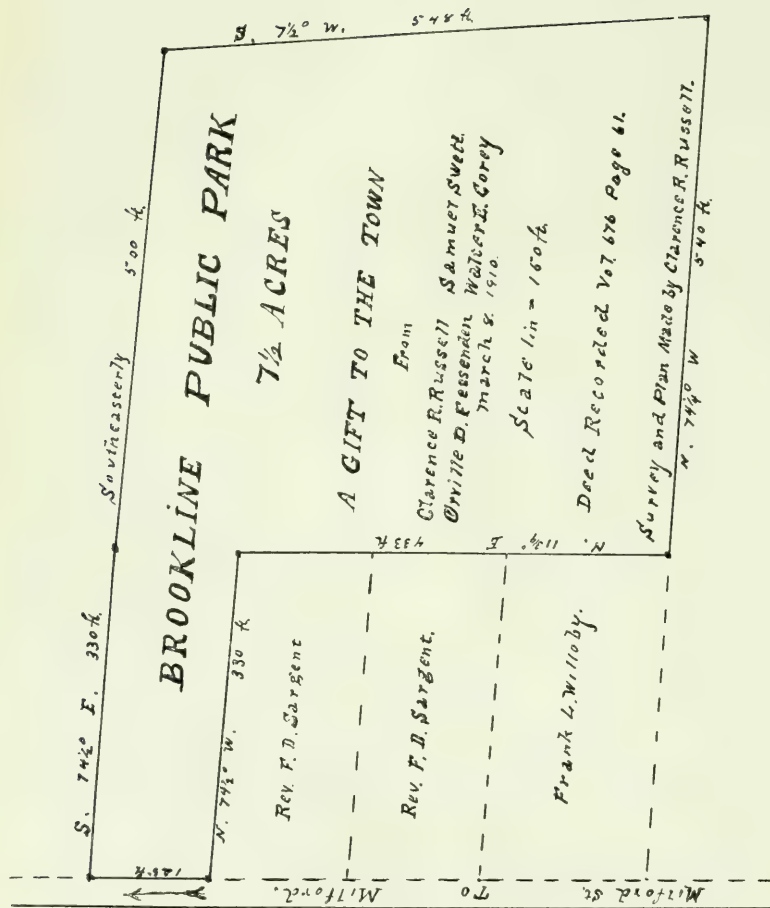 S. 7½° W. 548 ft
Southeasterly 500 ft.
S. 74½° E. 330 ft.
BROOKLINE PUBLIC PARK
7½ ACRES
A GIFT TO THE TOWN
From
Clarence R. Russell Samuel Swett.
Orville D. Fessenden Walter E. Corey
March 8. 1910.
Scale 1in = 160 ft.
Deed Recorded Vol. 676 Page 61.
Survey and Plan Made by Clarence R. Russell.
N. 74¼° W 540 ft.
N. 11¾° E 433 ft
N. 74½° W. 330 ft.
Rev. F. D. Sargent
Rev. F. D. Sargent.
Frank L. Willoby.
Milford St. TO Milford.